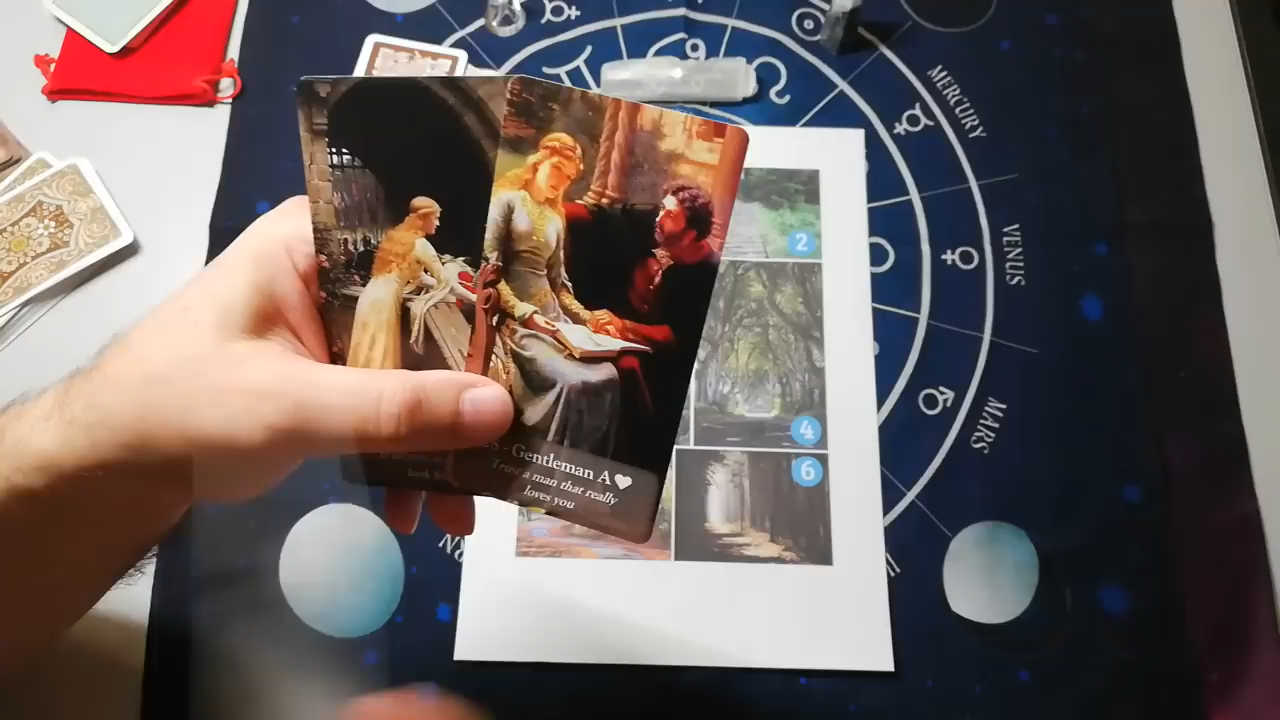 MERCURY
VENUS
MARS
2
4
6
- Gentleman A♥
Trust a man that really
loves you